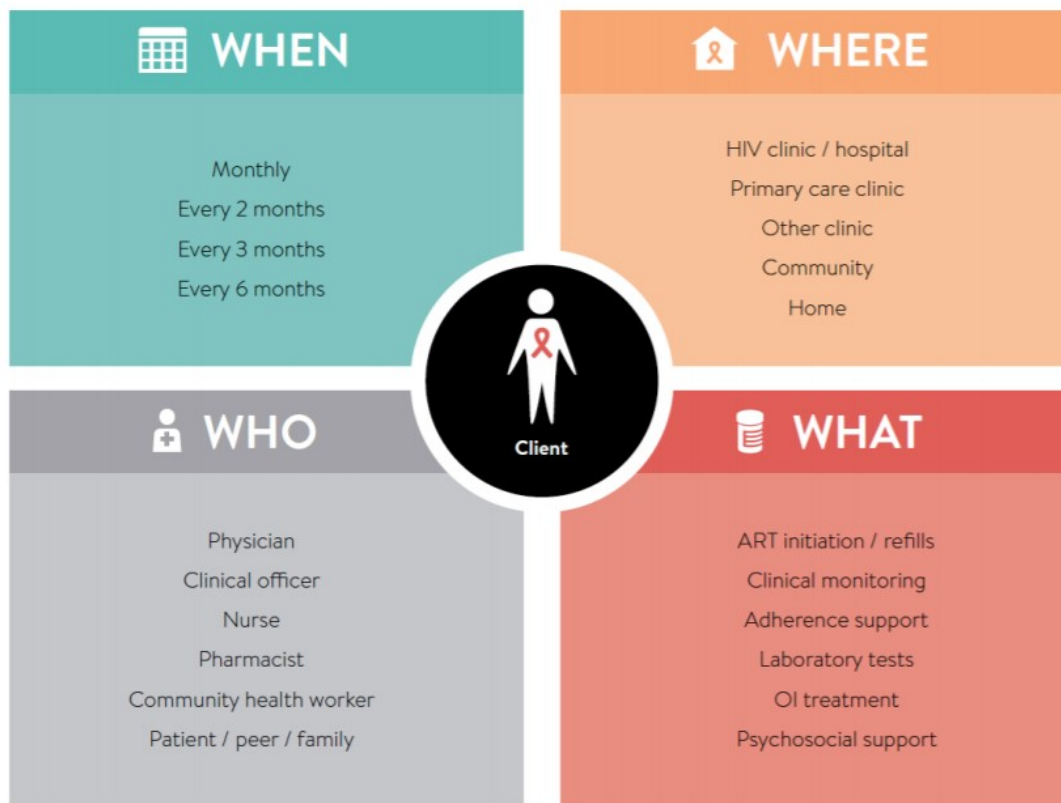 WHEN
Monthly
Every 2 months
Every 3 months
Every 6 months
WHERE
HIV clinic / hospital
Primary care clinic
Other clinic
Community
Home
Client
WHO
Physician
Clinical officer
Nurse
Pharmacist
Community health worker
Patient / peer / family
WHAT
ART initiation / refills
Clinical monitoring
Adherence support
Laboratory tests
OI treatment
Psychosocial support